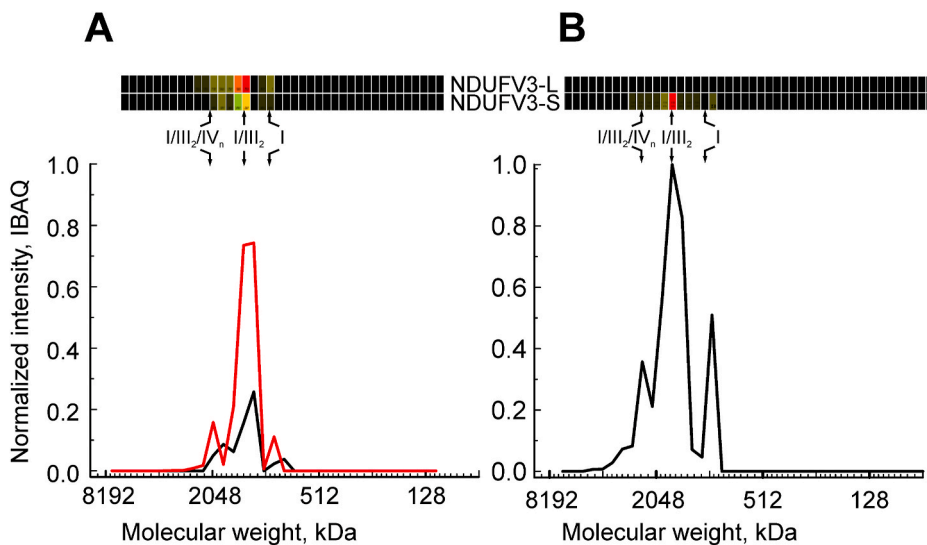 A
B
NDUFV3-L
NDUFV3-S
I/III2/IVn I/III2 I
I/III2/IVn I/III2 I
Normalized intensity, IBAQ
1.0
0.8
0.6
0.4
0.2
0.0
8192 2048 512 128
Molecular weight, kDa
1.0
0.8
0.6
0.4
0.2
0.0
8192 2048 512 128
Molecular weight, kDa